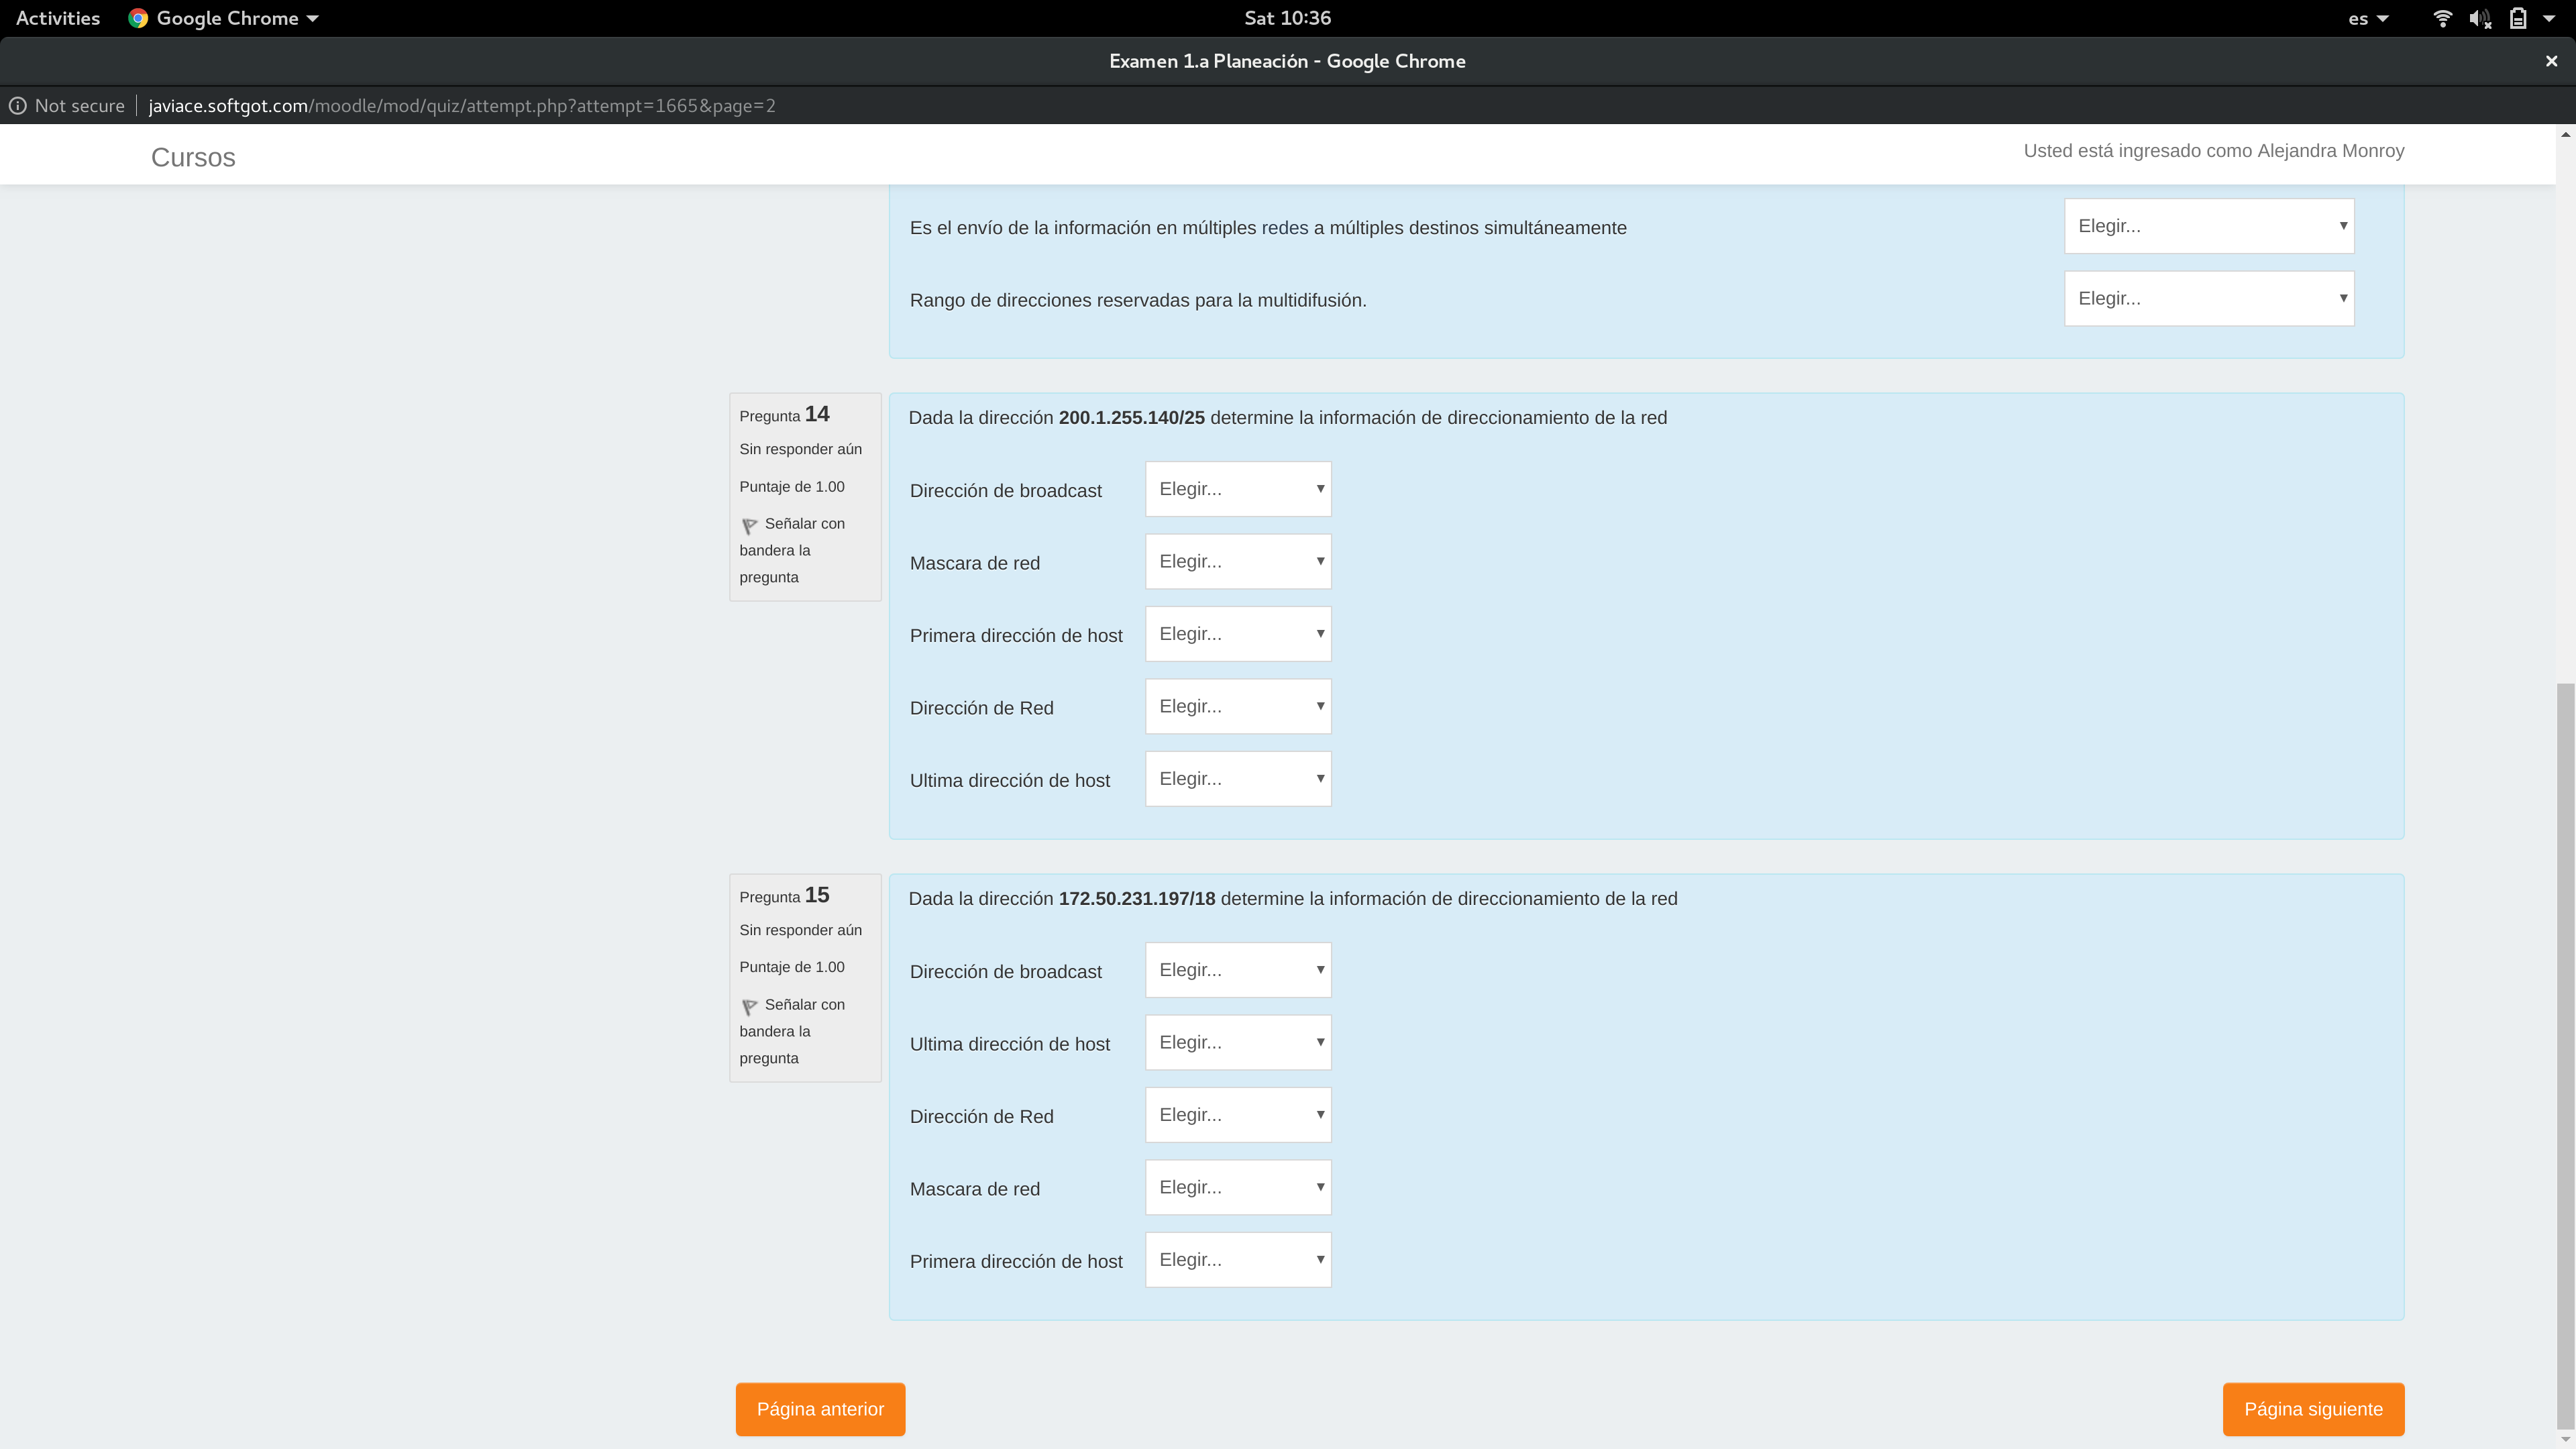 Activities Google Chrome Sat 10:36 es
Examen 1.a Planeación - Google Chrome
Not secure javiace.softgot.com/moodle/mod/quiz/attempt.php?attempt=1665&page=2
Cursos Usted está ingresado como Alejandra Monroy
Es el envío de la información en múltiples redes a múltiples destinos simultáneamente Elegir...
Rango de direcciones reservadas para la multidifusión. Elegir...
Pregunta 14
Sin responder aún
Puntaje de 1.00
Señalar con
bandera la
pregunta
Dada la dirección 200.1.255.140/25 determine la información de direccionamiento de la red
Dirección de broadcast Elegir...
Mascara de red Elegir...
Primera dirección de host Elegir...
Dirección de Red Elegir...
Ultima dirección de host Elegir...
Pregunta 15
Sin responder aún
Puntaje de 1.00
Señalar con
bandera la
pregunta
Dada la dirección 172.50.231.197/18 determine la información de direccionamiento de la red
Dirección de broadcast Elegir...
Ultima dirección de host Elegir...
Dirección de Red Elegir...
Mascara de red Elegir...
Primera dirección de host Elegir...
Página anterior Página siguiente